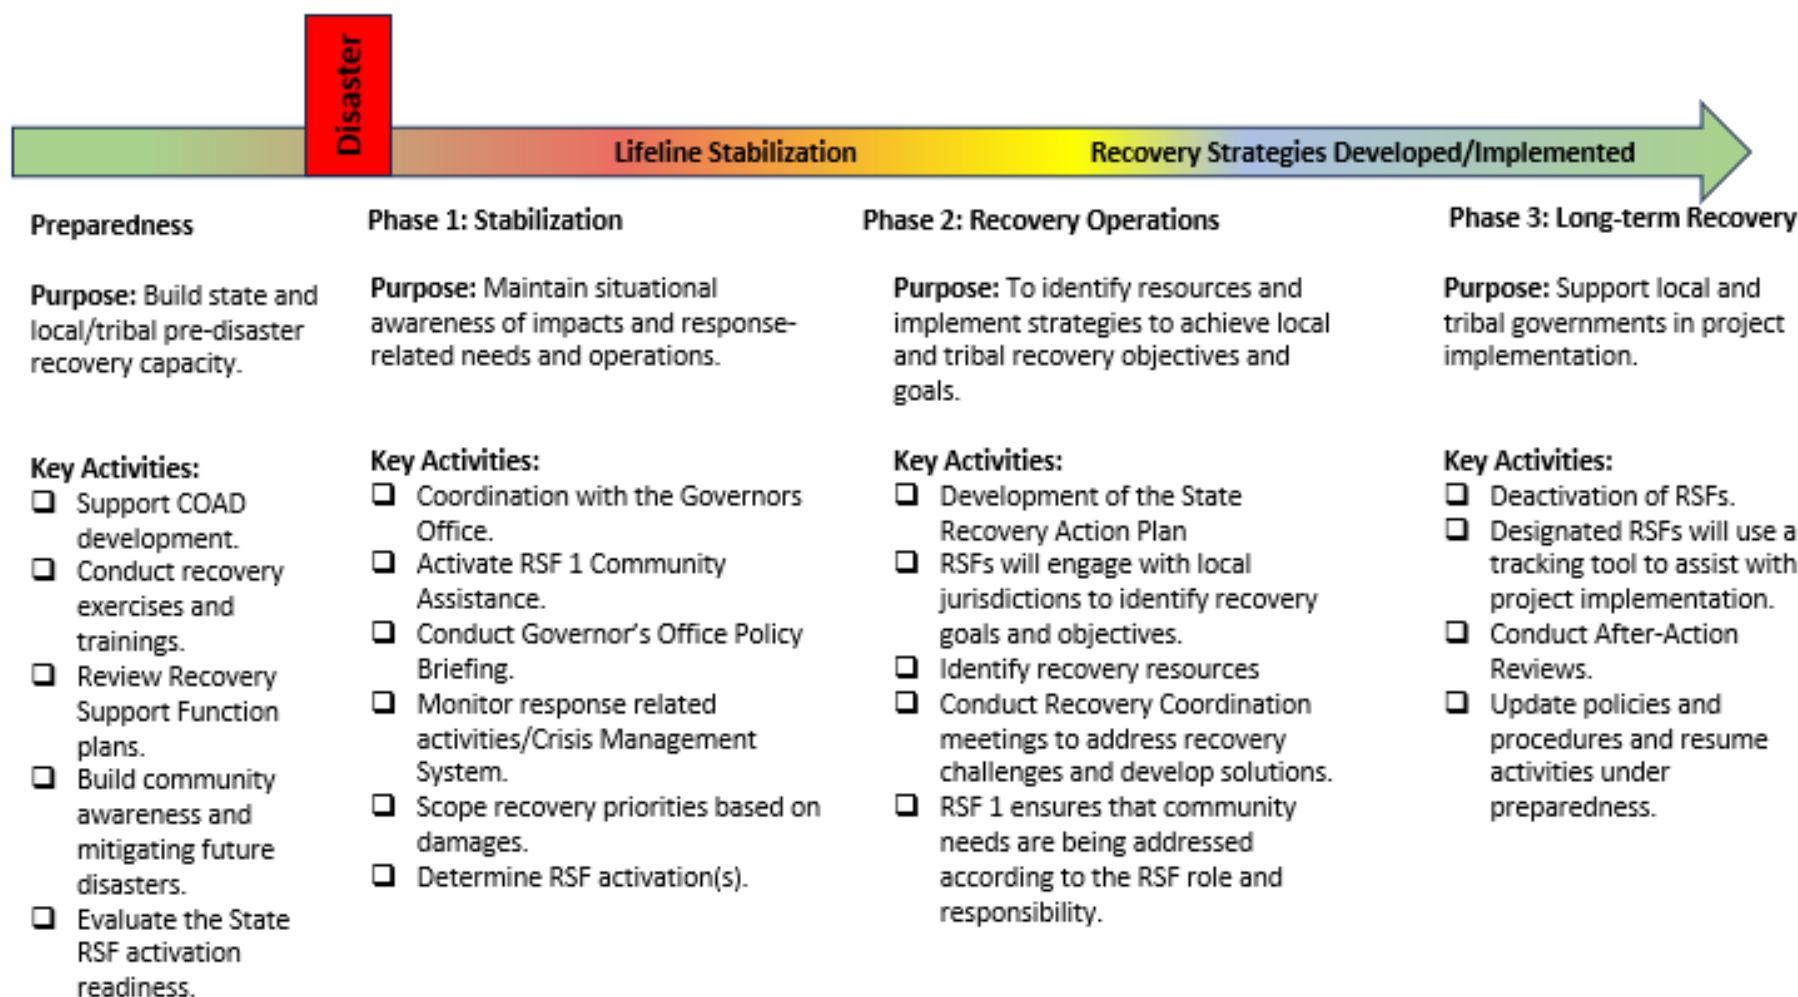 Disaster
Lifeline Stabilization
Recovery Strategies Developed/Implemented
Preparedness
Purpose: Build state and
local/tribal pre-disaster
recovery capacity.
Key Activities:
❑ Support COAD
development.
❑ Conduct recovery
exercises and
trainings.
❑ Review Recovery
Support Function
plans.
❑ Build community
awareness and
mitigating future
disasters.
❑ Evaluate the State
RSF activation
readiness.
Phase 1: Stabilization
Purpose: Maintain situational
awareness of impacts and response-
related needs and operations.
Key Activities:
❑ Coordination with the Governors
Office.
❑ Activate RSF 1 Community
Assistance.
❑ Conduct Governor's Office Policy
Briefing.
❑ Monitor response related
activities/Crisis Management
System.
❑ Scope recovery priorities based on
damages.
❑ Determine RSF activation(s).
Phase 2: Recovery Operations
Purpose: To identify resources and
implement strategies to achieve local
and tribal recovery objectives and
goals.
Key Activities:
❑ Development of the State
Recovery Action Plan
❑ RSFs will engage with local
jurisdictions to identify recovery
goals and objectives.
❑ Identify recovery resources
❑ Conduct Recovery Coordination
meetings to address recovery
challenges and develop solutions.
❑ RSF 1 ensures that community
needs are being addressed
according to the RSF role and
responsibility.
Phase 3: Long-term Recovery
Purpose: Support local and
tribal governments in project
implementation.
Key Activities:
❑ Deactivation of RSFs.
❑ Designated RSFs will use a
tracking tool to assist with
project implementation.
❑ Conduct After-Action
Reviews.
❑ Update policies and
procedures and resume
activities under
preparedness.